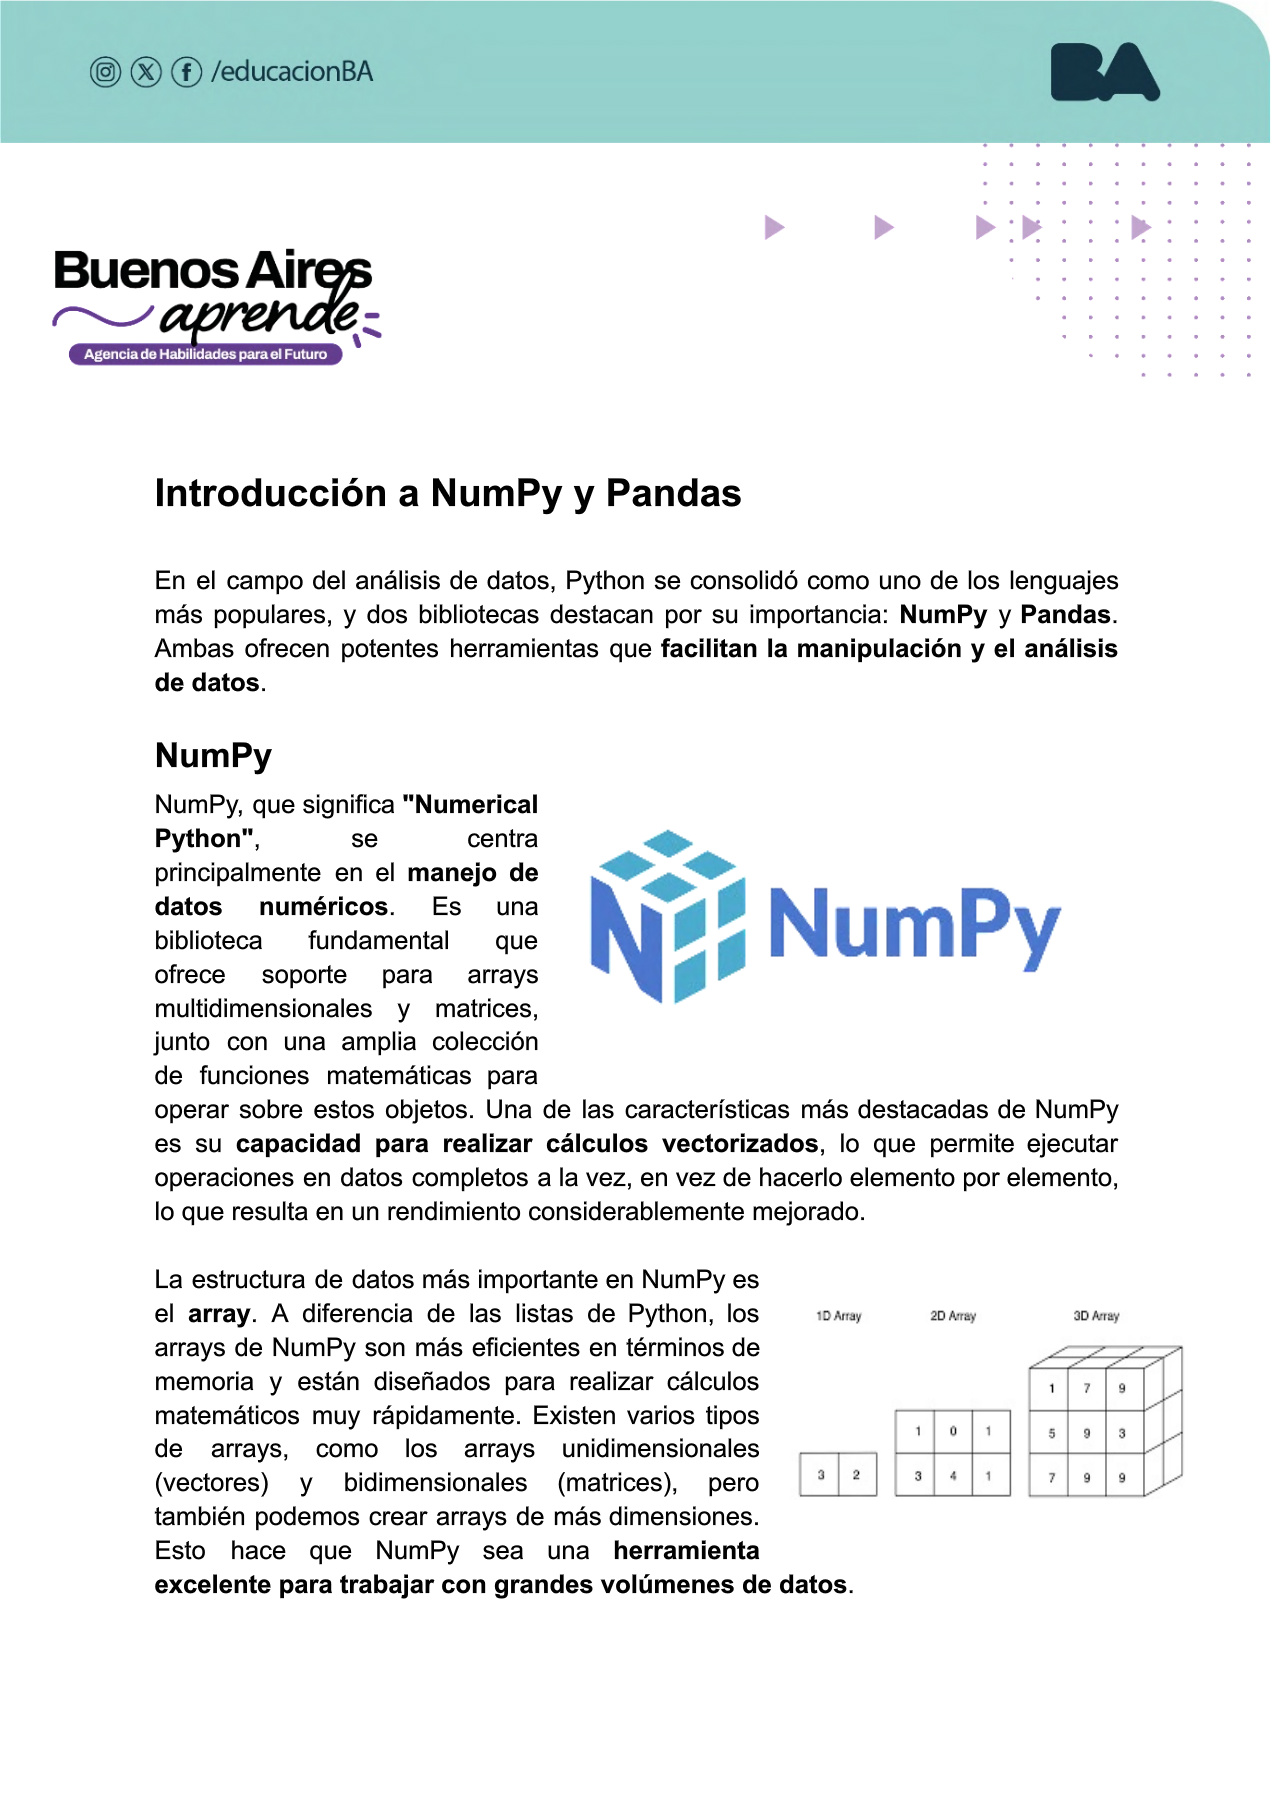 /educacionBA
BA
Buenos Aires
aprende
Agencia de Habilidades para el Futuro
Introducción a NumPy y Pandas
En el campo del análisis de datos, Python se consolidó como uno de los lenguajes
más populares, y dos bibliotecas destacan por su importancia: NumPy y Pandas.
Ambas ofrecen potentes herramientas que facilitan la manipulación y el análisis
de datos.
NumPy
NumPy, que significa "Numerical
Python", se centra
principalmente en el manejo de
datos numéricos. Es una
biblioteca fundamental que
ofrece soporte para arrays
multidimensionales y matrices,
junto con una amplia colección
de funciones matemáticas para
NumPy
operar sobre estos objetos. Una de las características más destacadas de NumPy
es su capacidad para realizar cálculos vectorizados, lo que permite ejecutar
operaciones en datos completos a la vez, en vez de hacerlo elemento por elemento,
lo que resulta en un rendimiento considerablemente mejorado.
La estructura de datos más importante en NumPy es
el array. A diferencia de las listas de Python, los
arrays de NumPy son más eficientes en términos de
memoria y están diseñados para realizar cálculos
matemáticos muy rápidamente. Existen varios tipos
de arrays, como los arrays unidimensionales
(vectores) y bidimensionales (matrices), pero
también podemos crear arrays de más dimensiones.
Esto hace que NumPy sea una herramienta
excelente para trabajar con grandes volúmenes de datos.
1D Array 2D Array 3D Array
1 7 9
1 0 1 5 9 3
3 2 3 4 1 7 9 9